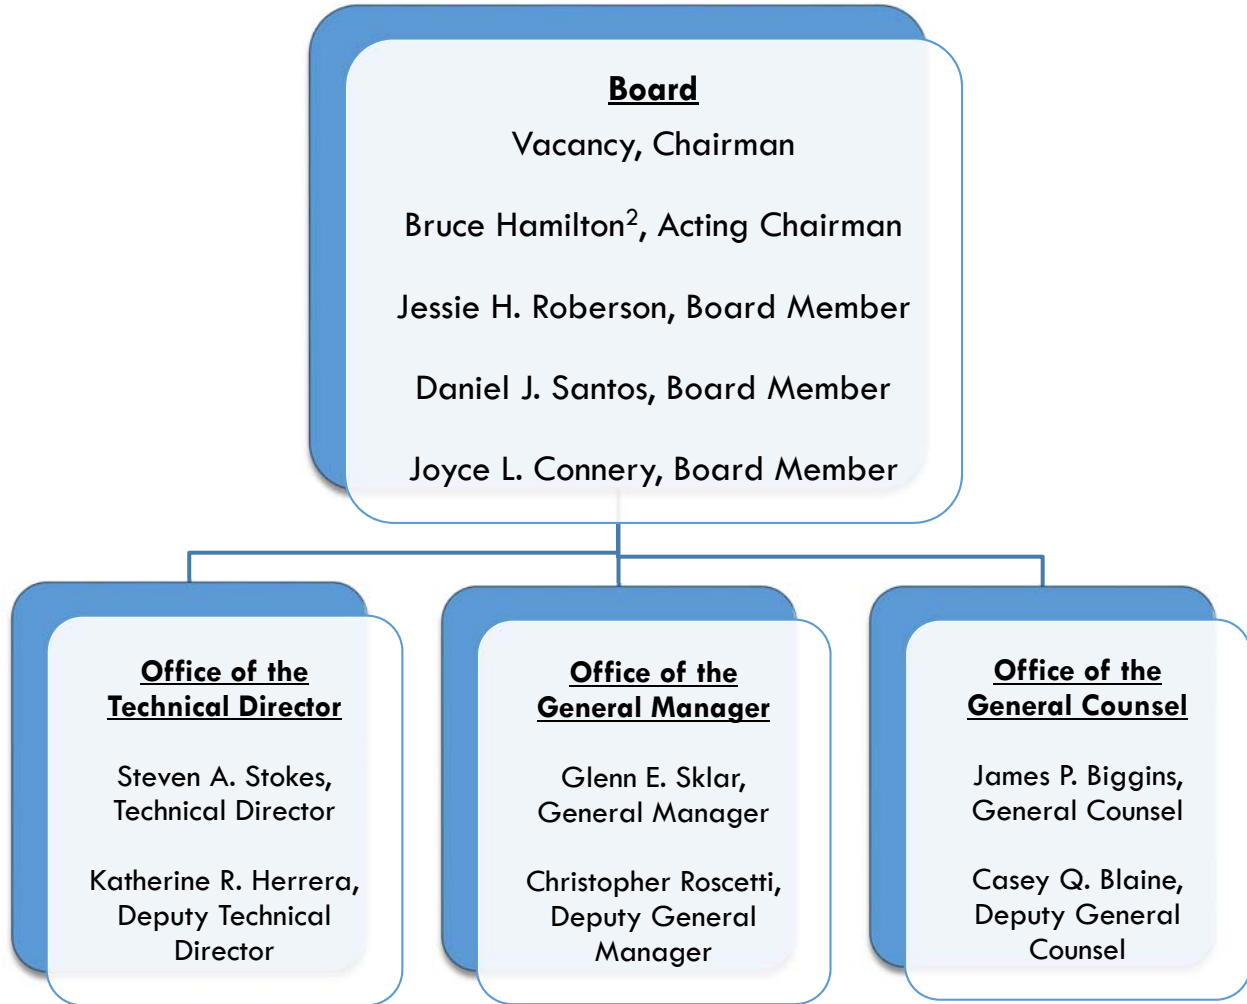 Board
Vacancy, Chairman
Bruce Hamilton², Acting Chairman
Jessie H. Roberson, Board Member
Daniel J. Santos, Board Member
Joyce L. Connery, Board Member
Office of the
Technical Director
Steven A. Stokes,
Technical Director
Katherine R. Herrera,
Deputy Technical
Director
Office of the
General Manager
Glenn E. Sklar,
General Manager
Christopher Roscetti,
Deputy General
Manager
Office of the
General Counsel
James P. Biggins,
General Counsel
Casey Q. Blaine,
Deputy General
Counsel